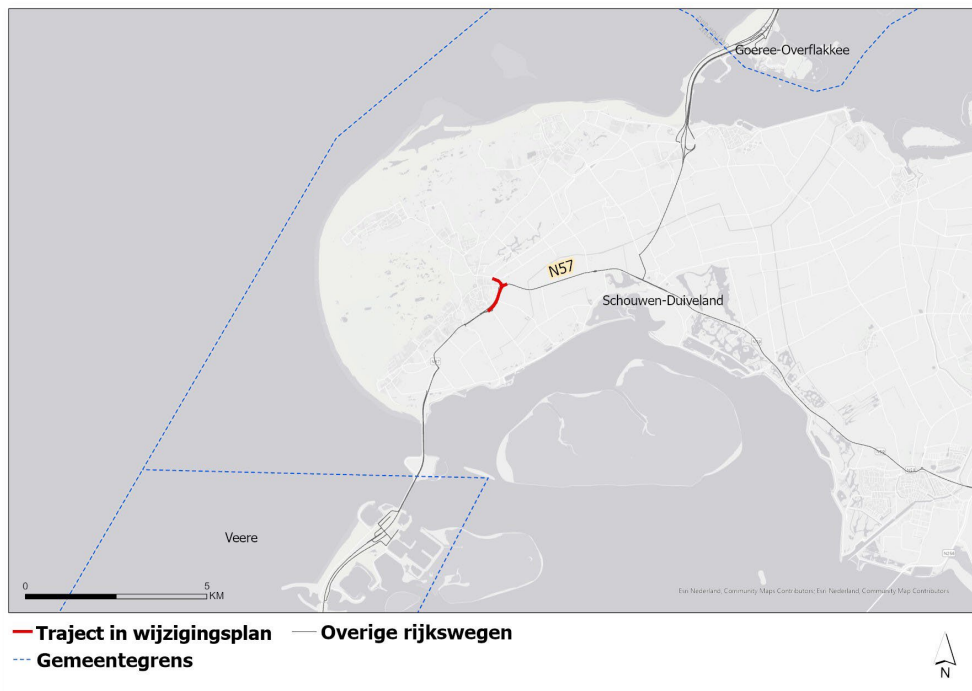 Goeree-Overflakkee
N57
Schouwen-Duiveland
Veere
0 5
KM
Esri Nederland, Community Maps Contributors; Esri Nederland, Community Map Contributors
Traject in wijzigingsplan Overige rijkswegen
Gemeentegrens
N